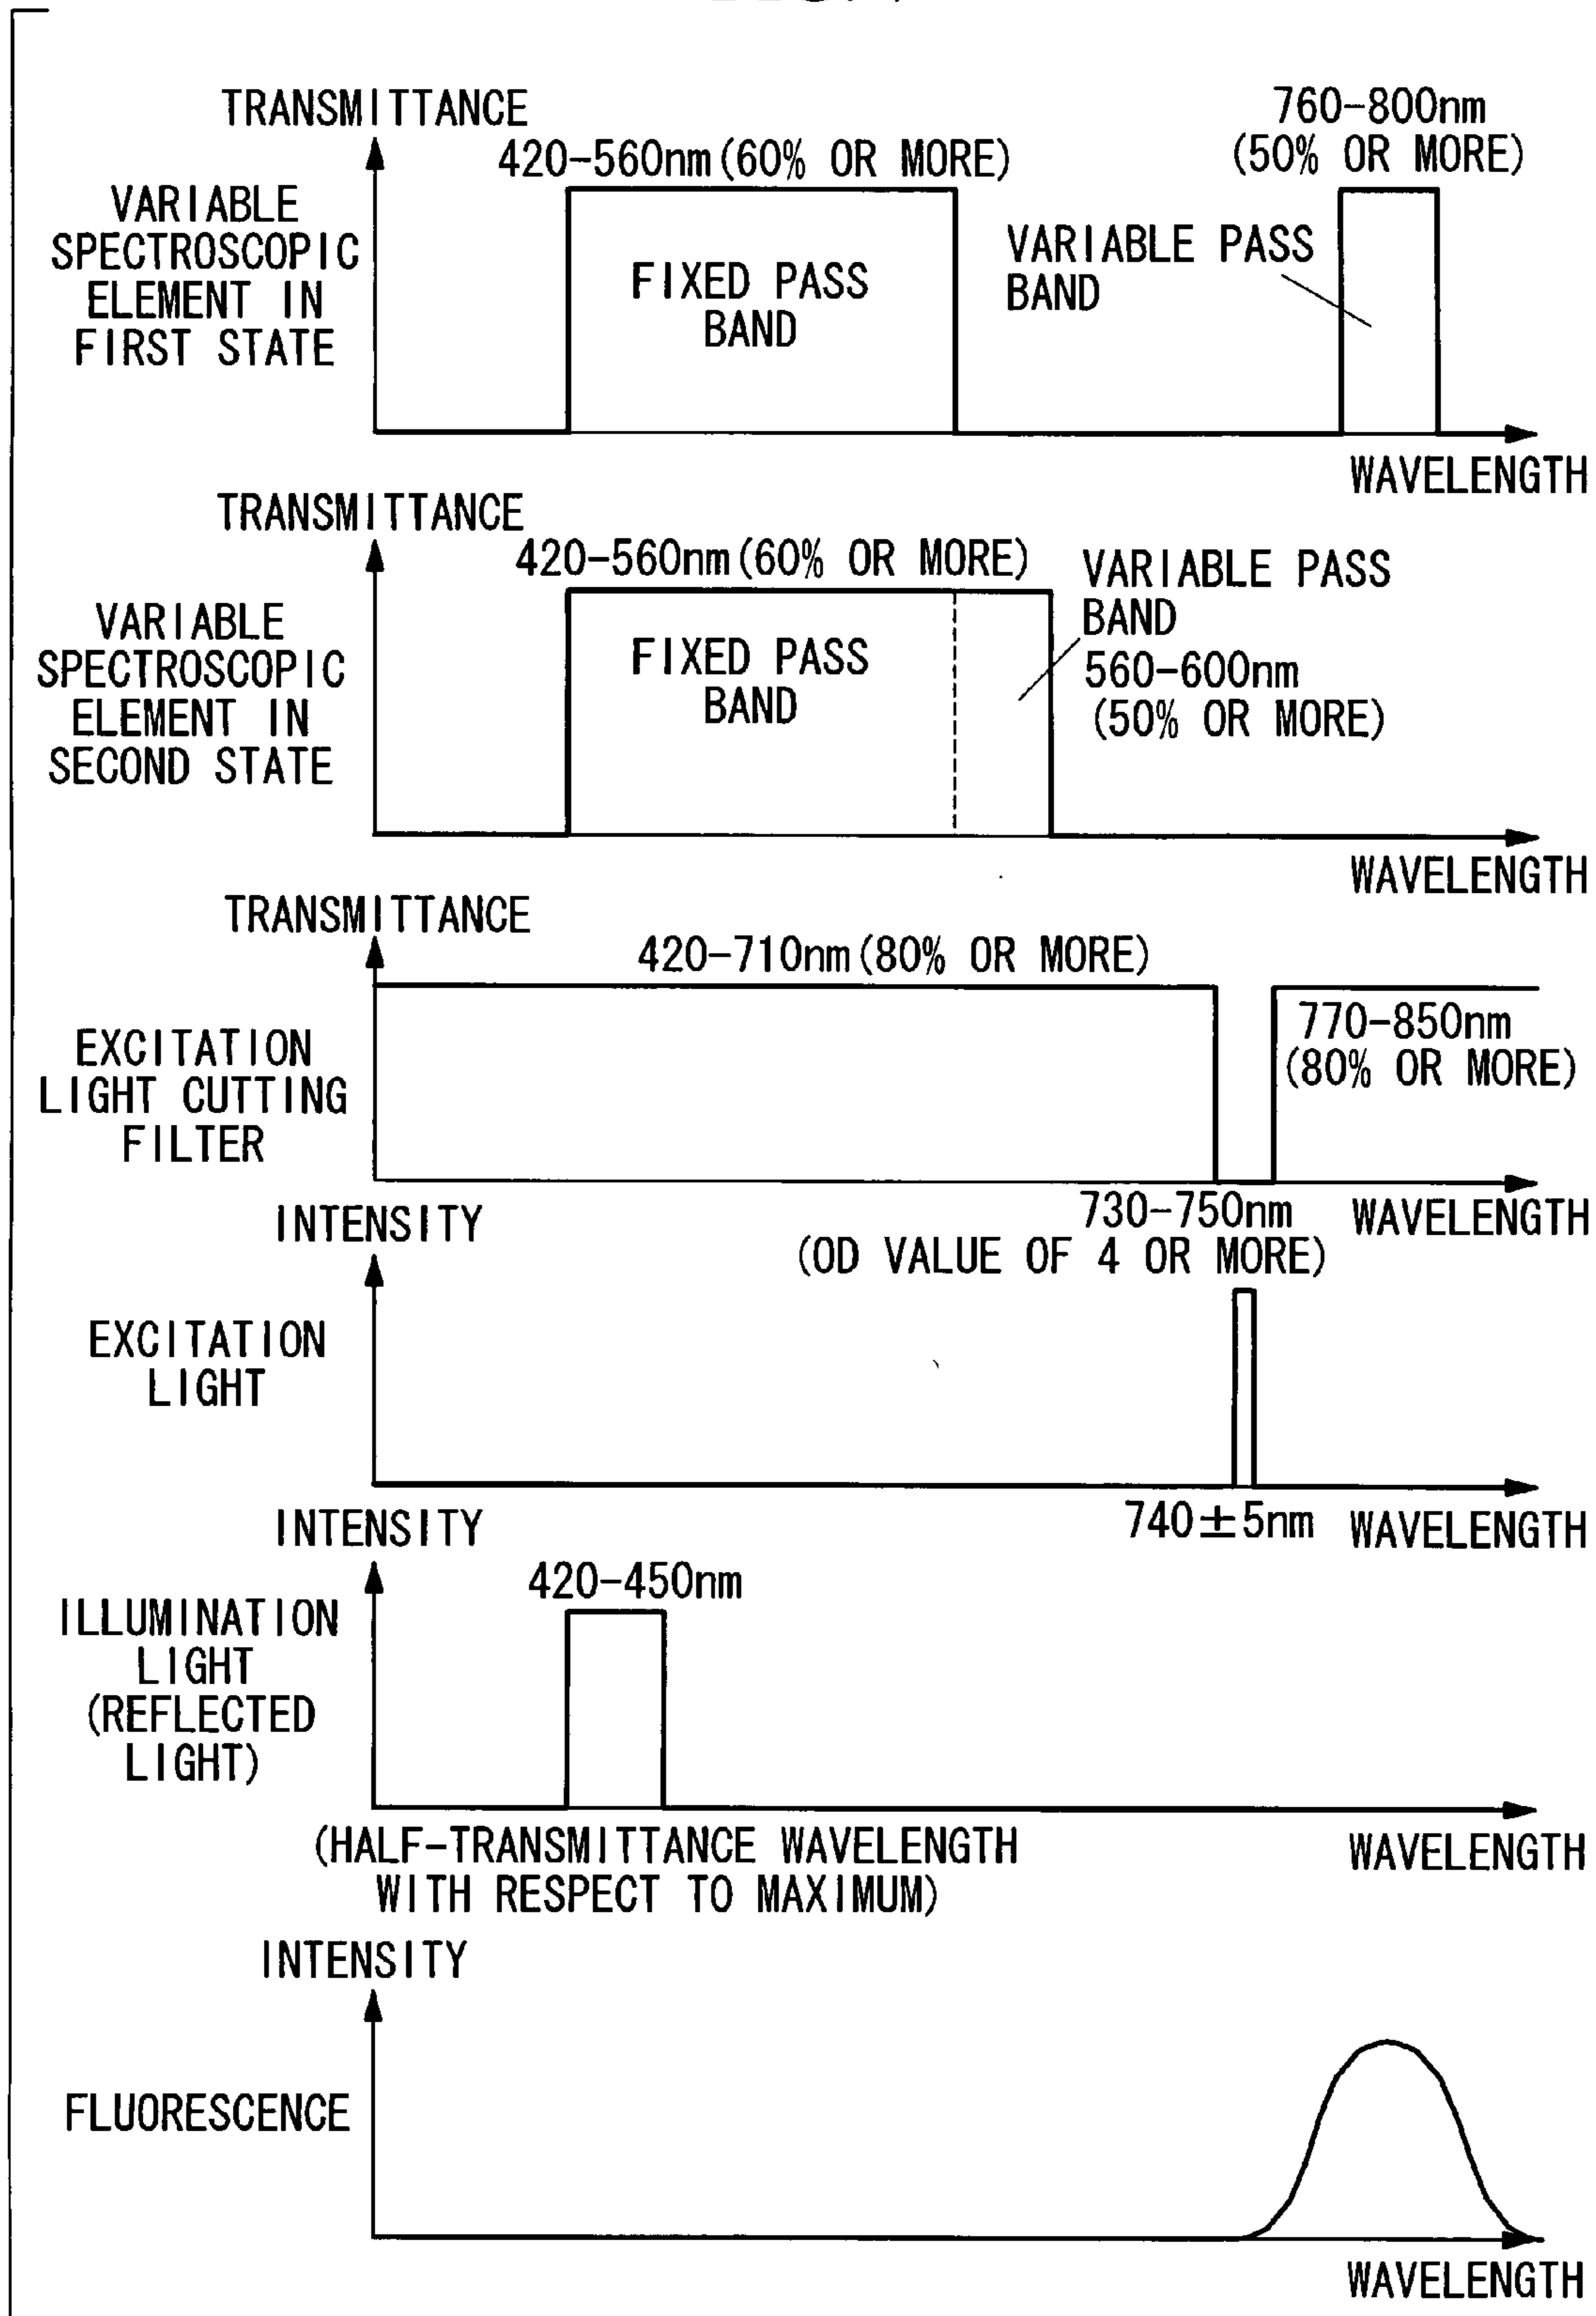 TRANSMITTANCE
420-560nm(60% OR MORE)
760-800nm
(50% OR MORE)
VARIABLE
SPECTROSCOPIC
ELEMENT IN
FIRST STATE
FIXED PASS
BAND
VARIABLE PASS
BAND
WAVELENGTH
TRANSMITTANCE
420-560nm(60% OR MORE)
VARIABLE PASS
BAND
560-600nm
(50% OR MORE)
VARIABLE
SPECTROSCOPIC
ELEMENT IN
SECOND STATE
FIXED PASS
BAND
WAVELENGTH
TRANSMITTANCE
420-710nm(80% OR MORE)
770-850nm
(80% OR MORE)
EXCITATION
LIGHT CUTTING
FILTER
730-750nm
(OD VALUE OF 4 OR MORE)
WAVELENGTH
INTENSITY
EXCITATION
LIGHT
740±5nm
WAVELENGTH
INTENSITY
420-450nm
ILLUMINATION
LIGHT
(REFLECTED
LIGHT)
(HALF-TRANSMITTANCE WAVELENGTH
WITH RESPECT TO MAXIMUM)
WAVELENGTH
INTENSITY
FLUORESCENCE
WAVELENGTH